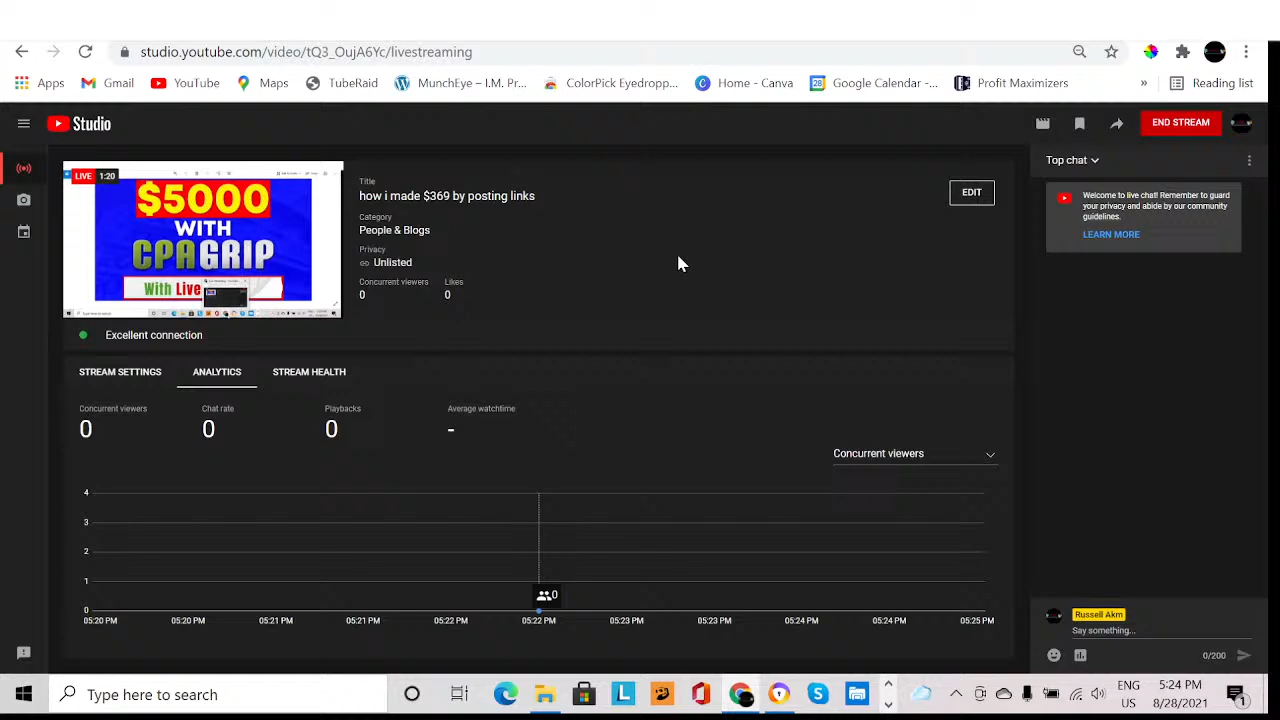 studio.youtube.com/video/tQ3_OujA6Yc/livestreaming
Apps Gmail YouTube Maps TubeRaid MunchEye – I.M. Pr... ColorPick Eyedropp... Home - Canva Google Calendar -... Profit Maximizers » Reading list
Studio
END STREAM
LIVE 1:20
$5000
WITH
CPAGRIP
With Live
Title
how i made $369 by posting links
EDIT
Category
People & Blogs
Privacy
Unlisted
Concurrent viewers Likes
0 0
Excellent connection
Top chat
Welcome to live chat! Remember to guard
your privacy and abide by our community
guidelines.
LEARN MORE
STREAM SETTINGS ANALYTICS STREAM HEALTH
Concurrent viewers Chat rate Playbacks Average watchtime
0 0 0 -
Concurrent viewers
4
3
2
1
0
0
05:20 PM 05:20 PM 05:21 PM 05:21 PM 05:22 PM 05:22 PM 05:23 PM 05:23 PM 05:24 PM 05:24 PM 05:25 PM
Russell Akm
Say something...
0/200
Type here to search
ENG
US
5:24 PM
8/28/2021
1